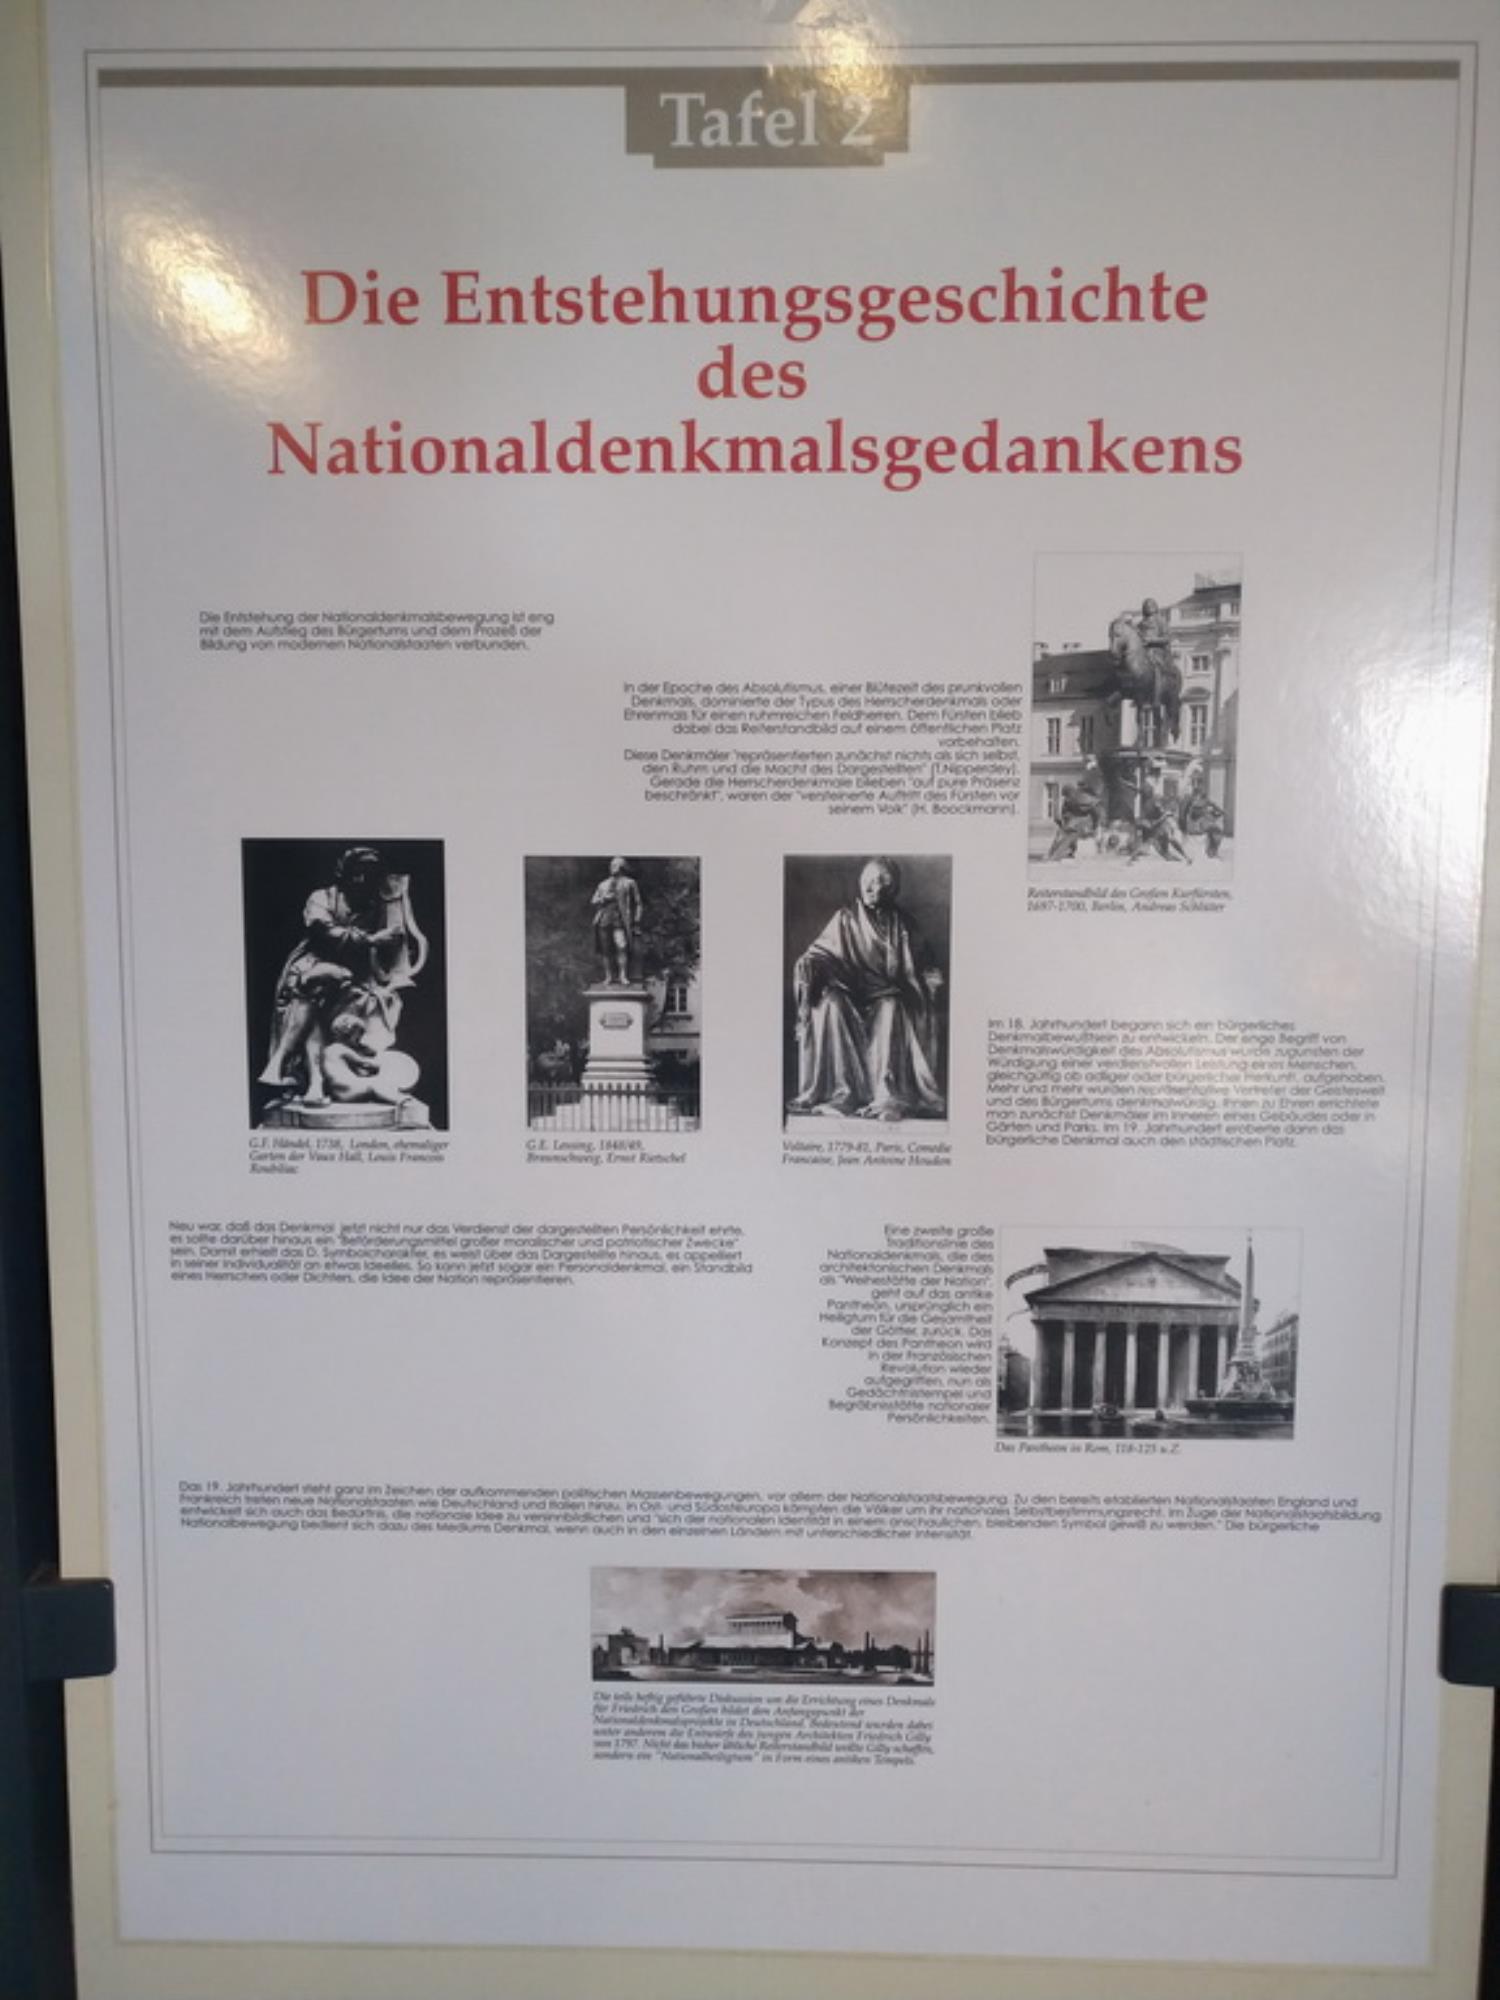 Tafel 2
Die Entstehungsgeschichte
des
Nationaldenkmalsgedankens
Die Entstehung der Nationaldenkmalsbewegung ist eng
mit dem Aufstieg des Bürgertums und dem Prozeß der
Bildung von modernen Nationalstaaten verbunden.
In der Epoche des Absolutismus, einer Blütezeit des prunkvollen
Denkmals, dominierte der Typus des Herrscherdenkmals oder
Ehrenmals für einen ruhmreichen Feldherren. Dem Fürsten blieb
dabei das Reiterstandbild auf einem öffentlichen Platz
vorbehalten.
Diese Denkmäler "repräsentierten zunächst nichts als sich selbst,
den Ruhm und die Macht des Dargestellten" (T.Nipperdey).
Gerade die Herrscherdenkmale blieben "auf pure Präsenz
beschränkt", waren der "versteinerte Auftritt des Fürsten vor
seinem Volk" (H. Boockmann).
Reiterstandbild des Großen Kurfürsten,
1697-1700, Berlin, Andreas Schlüter
G.F. Händel, 1738, London, ehemaliger
Garten der Vaux Hall, Louis Francois
Roubiliac
G.E. Lessing, 1848/49,
Braunschweig, Ernst Rietschel
Voltaire, 1779-81, Paris, Comedie
Francaise, Jean Antoine Houdon
Im 18. Jahrhundert begann sich ein bürgerliches
Denkmalbewußtsein zu entwickeln. Der enge Begriff von
Denkmalswürdigkeit des Absolutismus wurde zugunsten der
Würdigung einer verdienstvollen Leistung eines Menschen,
gleichgültig ob adliger oder bürgerlicher Herkunft, aufgehoben.
Mehr und mehr wurden repräsentative Vertreter der Geisteswelt
und des Bürgertums denkmalwürdig. Ihnen zu Ehren errichtete
man zunächst Denkmäler im Inneren eines Gebäudes oder in
Gärten und Parks. Im 19. Jahrhundert eroberte dann das
bürgerliche Denkmal auch den städtischen Platz.
Neu war, daß das Denkmal jetzt nicht nur das Verdienst der dargestellten Persönlichkeit ehrte,
es sollte darüber hinaus ein "Beförderungsmittel großer moralischer und patriotischer Zwecke"
sein. Damit erhielt das D. Symbolcharakter, es weist über das Dargestellte hinaus, es appelliert
in seiner Individualität an etwas Ideelles. So kann jetzt sogar ein Personaldenkmal, ein Standbild
eines Herrschers oder Dichters, die Idee der Nation repräsentieren.
Eine zweite große
Traditionslinie des
Nationaldenkmals, die des
architektonischen Denkmals
als "Weihestätte der Nation",
geht auf das antike
Pantheon, ursprünglich ein
Heiligtum für die Gesamtheit
der Götter, zurück. Das
Konzept des Pantheon wird
in der Französischen
Revolution wieder
aufgegriffen, nun als
Gedächtnistempel und
Begräbnisstätte nationaler
Persönlichkeiten.
Das Pantheon in Rom, 118-125 u.Z.
Das 19. Jahrhundert steht ganz im Zeichen der aufkommenden politischen Massenbewegungen, vor allem der Nationalstaatsbewegung. Zu den bereits etablierten Nationalstaaten England und
Frankreich treten neue Nationalstaaten wie Deutschland und Italien hinzu, in Ost- und Südosteuropa kämpfen die Völker um ihr nationales Selbstbestimmungsrecht. Im Zuge der Nationalstaatsbildung
entwickelt sich auch das Bedürfnis, die nationale Idee zu versinnbildlichen und "sich der nationalen Identität in einem anschaulichen, bleibenden Symbol gewiß zu werden." Die bürgerliche
Nationalbewegung bedient sich dazu des Mediums Denkmal, wenn auch in den einzelnen Ländern mit unterschiedlicher Intensität.
Die teils heftig geführte Diskussion um die Errichtung eines Denkmals
für Friedrich den Großen bildet den Anfangspunkt der
Nationaldenkmalsprojekte in Deutschland. Bedeutend wurden dabei
unter anderem die Entwürfe des jungen Architekten Friedrich Gilly
von 1797. Nicht das bisher übliche Reiterstandbild wollte Gilly schaffen,
sondern ein "Nationalheiligtum" in Form eines antiken Tempels.